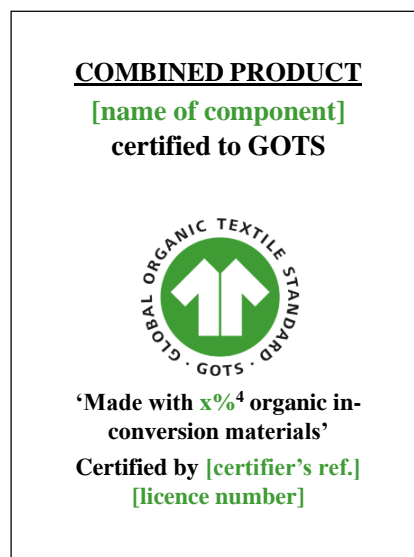 COMBINED PRODUCT
[name of component]
certified to GOTS
GLOBAL ORGANIC TEXTILE STANDARD · GOTS ·
‘Made with x%⁴ organic in-
conversion materials’
Certified by [certifier’s ref.]
[licence number]